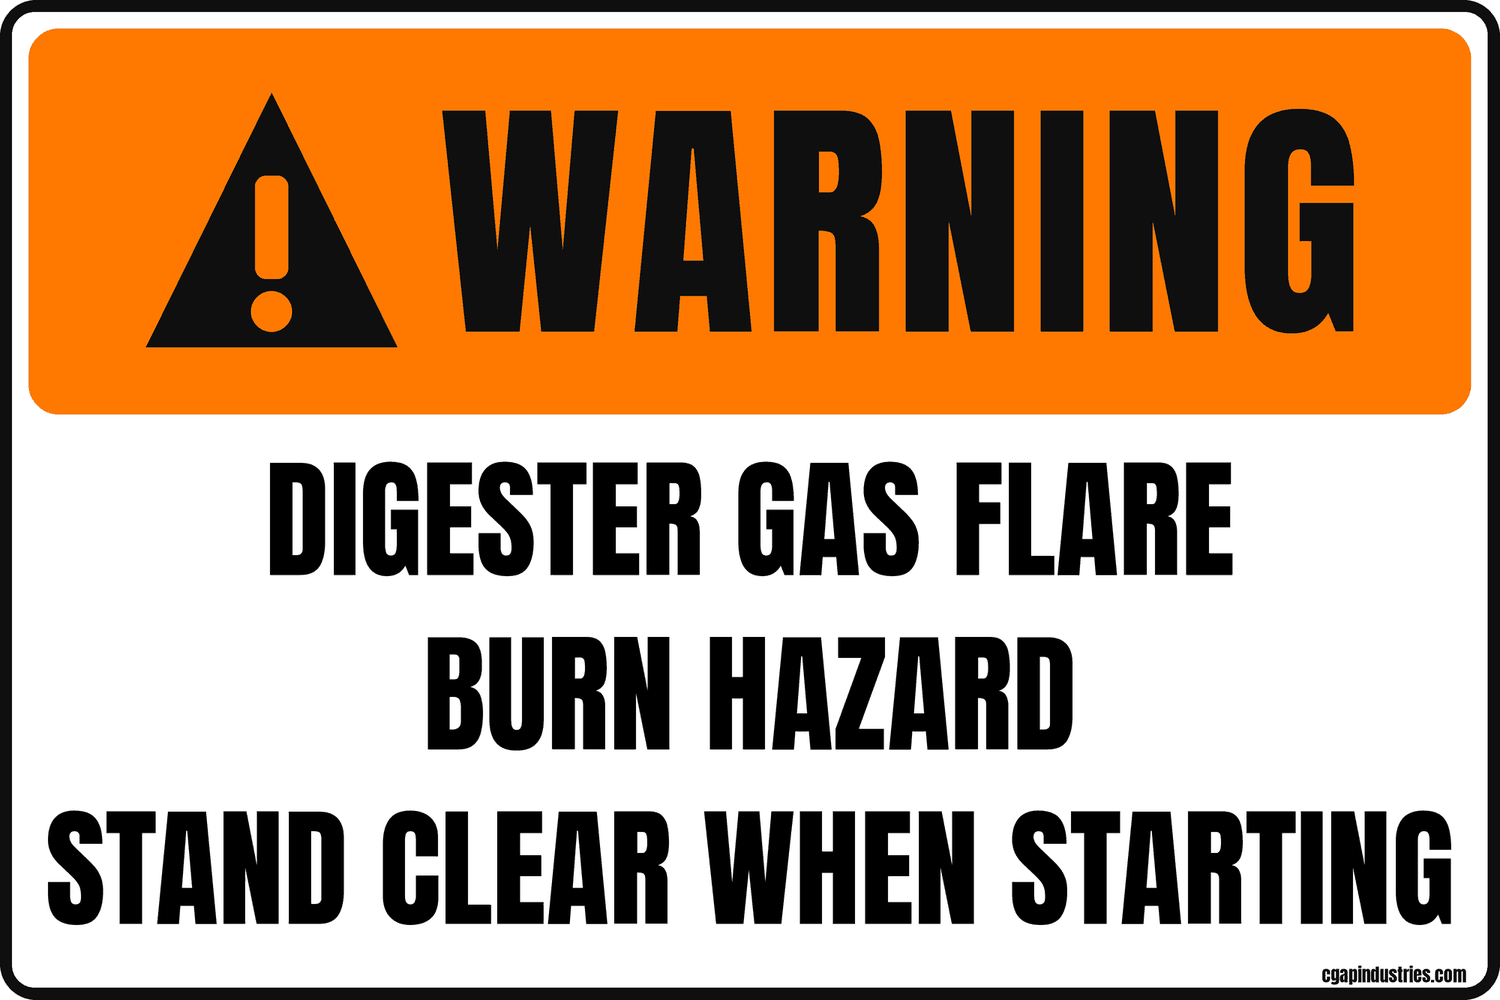 WARNING
DIGESTER GAS FLARE
BURN HAZARD
STAND CLEAR WHEN STARTING
cgapindustries.com